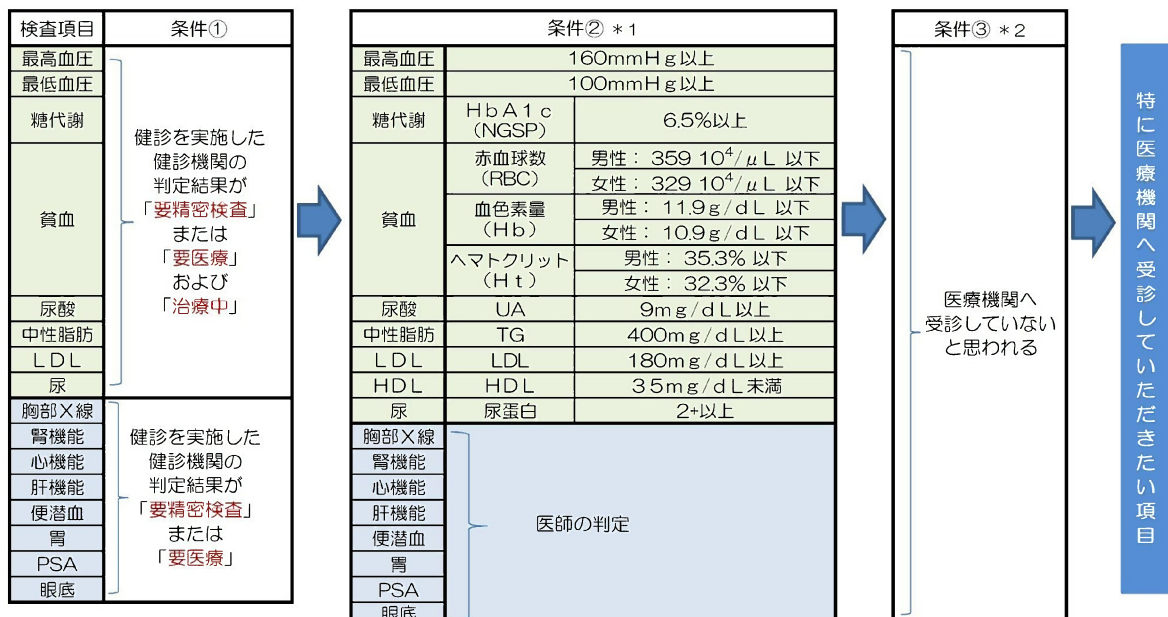 検査項目 条件①
最高血圧
最低血圧
糖代謝
貧血
尿酸
中性脂肪
LDL
尿
健診を実施した
健診機関の
判定結果が
「要精密検査」
または
「要医療」
および
「治療中」
胸部X線
腎機能
心機能
肝機能
便潜血
胃
PSA
眼底
健診を実施した
健診機関の
判定結果が
「要精密検査」
または
「要医療」
条件② *1
最高血圧 160mmHg以上
最低血圧 100mmHg以上
糖代謝 HbA1c (NGSP) 6.5%以上
貧血
赤血球数 (RBC)
男性: 359 10⁴/μL 以下
女性: 329 10⁴/μL 以下
血色素量 (Hb)
男性: 11.9g/dL 以下
女性: 10.9g/dL 以下
ヘマトクリット (Ht)
男性: 35.3% 以下
女性: 32.3% 以下
尿酸 UA 9mg/dL以上
中性脂肪 TG 400mg/dL以上
LDL LDL 180mg/dL以上
HDL HDL 35mg/dL未満
尿 尿蛋白 2+以上
胸部X線
腎機能
心機能
肝機能
便潜血
胃
PSA
眼底
医師の判定
条件③ *2
医療機関へ
受診していない
と思われる
特に医療機関へ受診していただきたい項目